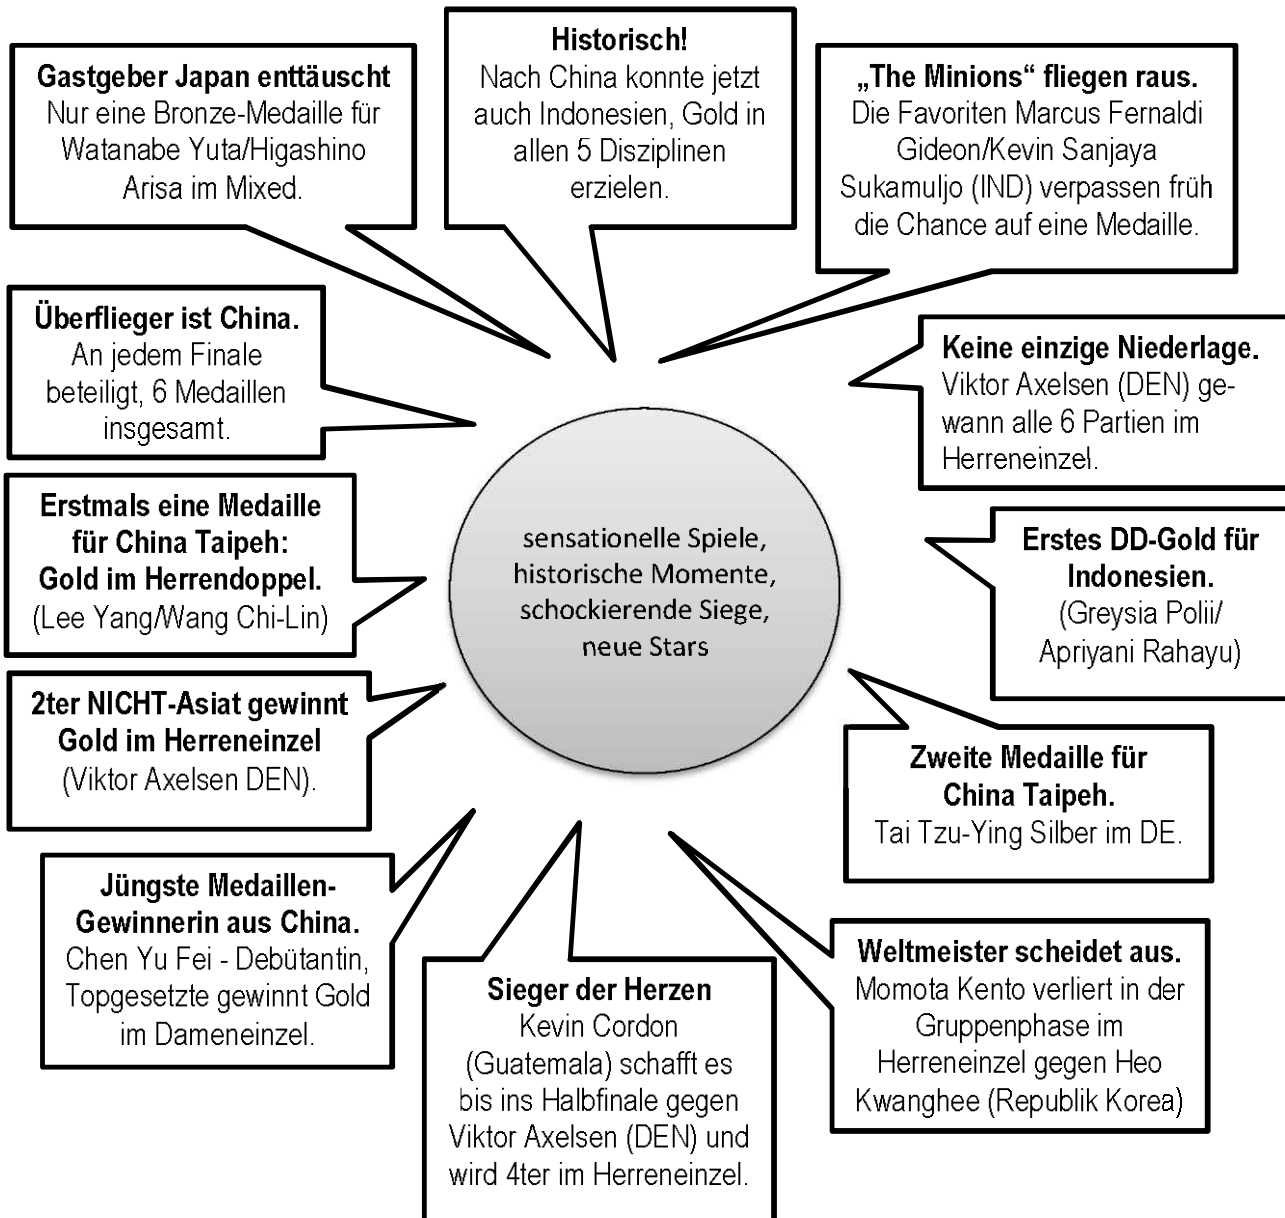 Gastgeber Japan enttäuscht
Nur eine Bronze-Medaille für
Watanabe Yuta/Higashino
Arisa im Mixed.
Historisch!
Nach China konnte jetzt
auch Indonesien, Gold in
allen 5 Disziplinen
erzielen.
„The Minions“ fliegen raus.
Die Favoriten Marcus Fernaldi
Gideon/Kevin Sanjaya
Sukamuljo (IND) verpassen früh
die Chance auf eine Medaille.
Überflieger ist China.
An jedem Finale
beteiligt, 6 Medaillen
insgesamt.
Keine einzige Niederlage.
Viktor Axelsen (DEN) ge-
wann alle 6 Partien im
Herreneinzel.
Erstmals eine Medaille
für China Taipeh:
Gold im Herrendoppel.
(Lee Yang/Wang Chi-Lin)
sensationelle Spiele,
historische Momente,
schockierende Siege,
neue Stars
Erstes DD-Gold für
Indonesien.
(Greysia Polii/
Apriyani Rahayu)
2ter NICHT-Asiat gewinnt
Gold im Herreneinzel
(Viktor Axelsen DEN).
Zweite Medaille für
China Taipeh.
Tai Tzu-Ying Silber im DE.
Jüngste Medaillen-
Gewinnerin aus China.
Chen Yu Fei - Debütantin,
Topgesetzte gewinnt Gold
im Dameneinzel.
Sieger der Herzen
Kevin Cordon
(Guatemala) schafft es
bis ins Halbfinale gegen
Viktor Axelsen (DEN) und
wird 4ter im Herreneinzel.
Weltmeister scheidet aus.
Momota Kento verliert in der
Gruppenphase im
Herreneinzel gegen Heo
Kwanghee (Republik Korea)